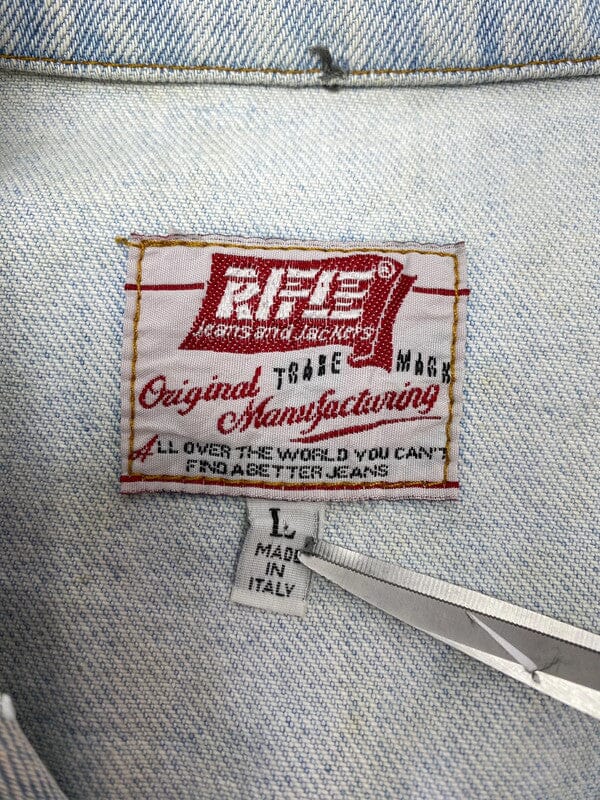 RIFLE®
Jeans and Jackets
TRADE MARK
Original
Manufacturing
ALL OVER THE WORLD YOU CAN'T
FIND A BETTER JEANS
L
MADE
IN
ITALY